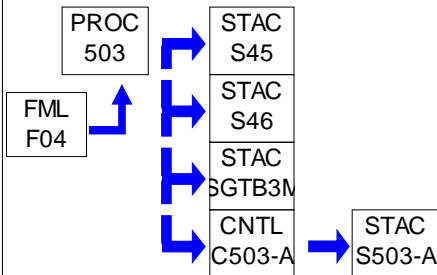 PROC
503
STAC
S45
FML
F04
STAC
S46
STAC
SGTB3M
CNTL
C503-A
STAC
S503-A